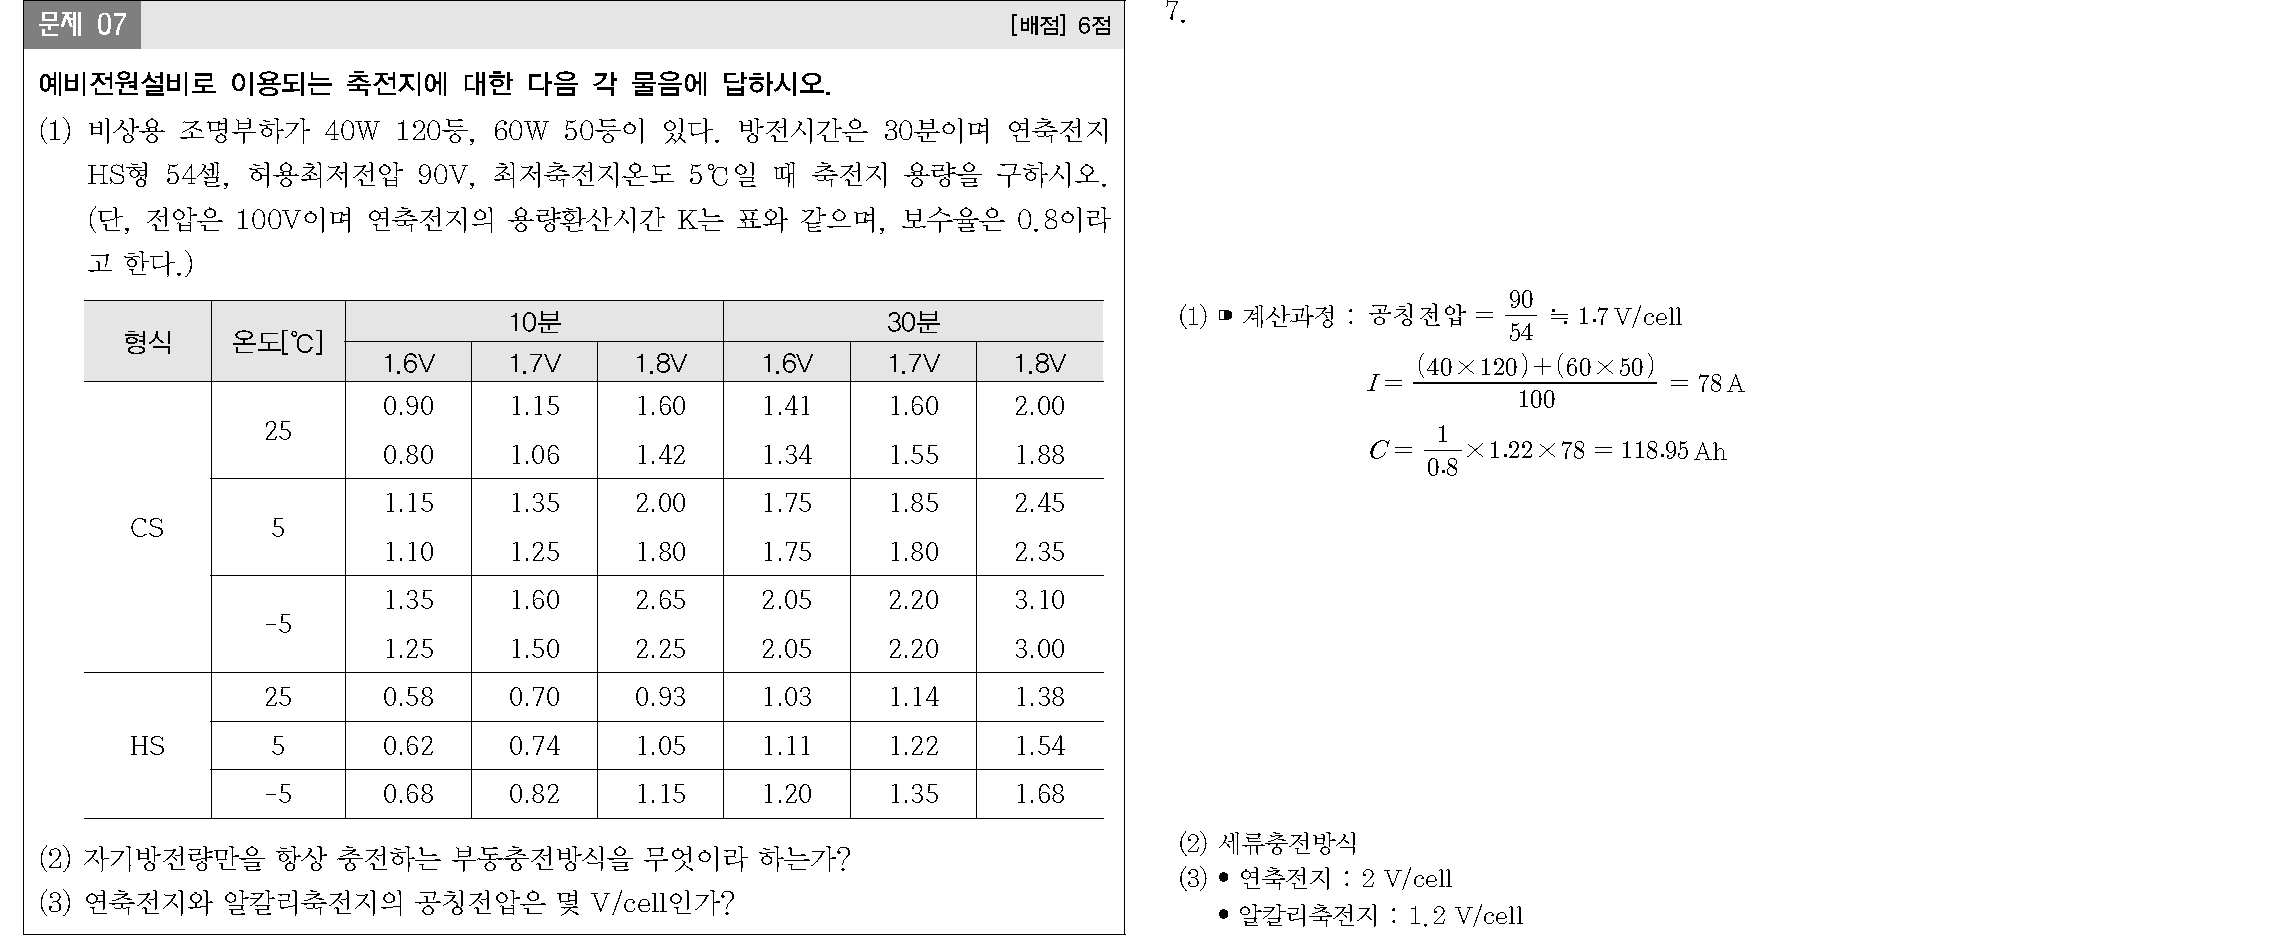 문제 07 [배점] 6점
예비전원설비로 이용되는 축전지에 대한 다음 각 물음에 답하시오.
(1) 비상용 조명부하가 40W 120등, 60W 50등이 있다. 방전시간은 30분이며 연축전지
HS형 54셀, 허용최저전압 90V, 최저축전지온도 5℃일 때 축전지 용량을 구하시오.
(단, 전압은 100V이며 연축전지의 용량환산시간 K는 표와 같으며, 보수율은 0.8이라
고 한다.)
형식 온도[℃] 10분 30분
1.6V 1.7V 1.8V 1.6V 1.7V 1.8V
CS 25 0.90 1.15 1.60 1.41 1.60 2.00
0.80 1.06 1.42 1.34 1.55 1.88
5 1.15 1.35 2.00 1.75 1.85 2.45
1.10 1.25 1.80 1.75 1.80 2.35
-5 1.35 1.60 2.65 2.05 2.20 3.10
1.25 1.50 2.25 2.05 2.20 3.00
HS 25 0.58 0.70 0.93 1.03 1.14 1.38
5 0.62 0.74 1.05 1.11 1.22 1.54
-5 0.68 0.82 1.15 1.20 1.35 1.68
(2) 자기방전량만을 항상 충전하는 부동충전방식을 무엇이라 하는가?
(3) 연축전지와 알칼리축전지의 공칭전압은 몇 V/cell인가?
7.
(1) ➠ 계산과정 : 공칭전압 = 90/54 ≒ 1.7 V/cell
I = (40×120)+(60×50)/100 = 78 A
C = 1/0.8 ×1.22×78 = 118.95 Ah
(2) 세류충전방식
(3) • 연축전지 : 2 V/cell
• 알칼리축전지 : 1.2 V/cell